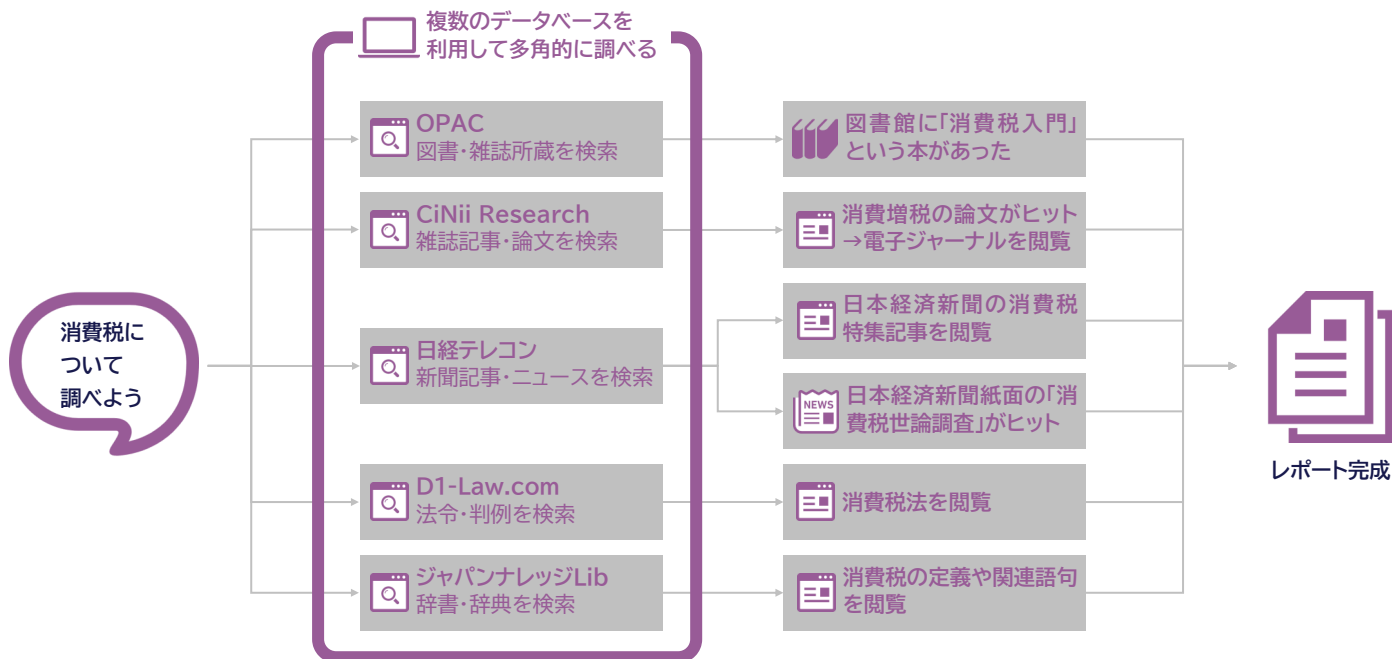 複数のデータベースを
利用して多角的に調べる
消費税に
ついて
調べよう
OPAC
図書・雑誌所蔵を検索
図書館に「消費税入門」
という本があった
CiNii Research
雑誌記事・論文を検索
消費増税の論文がヒット
→電子ジャーナルを閲覧
日経テレコン
新聞記事・ニュースを検索
日本経済新聞の消費税
特集記事を閲覧
NEWS
日本経済新聞紙面の「消
費税世論調査」がヒット
D1-Law.com
法令・判例を検索
消費税法を閲覧
ジャパンナレッジLib
辞書・辞典を検索
消費税の定義や関連語句
を閲覧
レポート完成